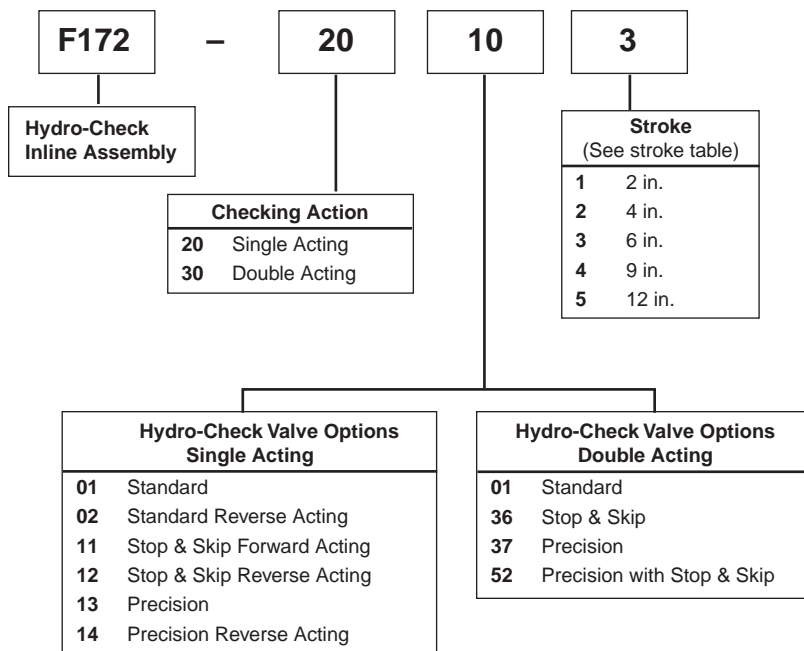 F172 – 20 10 3
Hydro-Check
Inline Assembly
Stroke
(See stroke table)
1 2 in.
2 4 in.
3 6 in.
4 9 in.
5 12 in.
Checking Action
20 Single Acting
30 Double Acting
Hydro-Check Valve Options
Single Acting
01 Standard
02 Standard Reverse Acting
11 Stop & Skip Forward Acting
12 Stop & Skip Reverse Acting
13 Precision
14 Precision Reverse Acting
Hydro-Check Valve Options
Double Acting
01 Standard
36 Stop & Skip
37 Precision
52 Precision with Stop & Skip